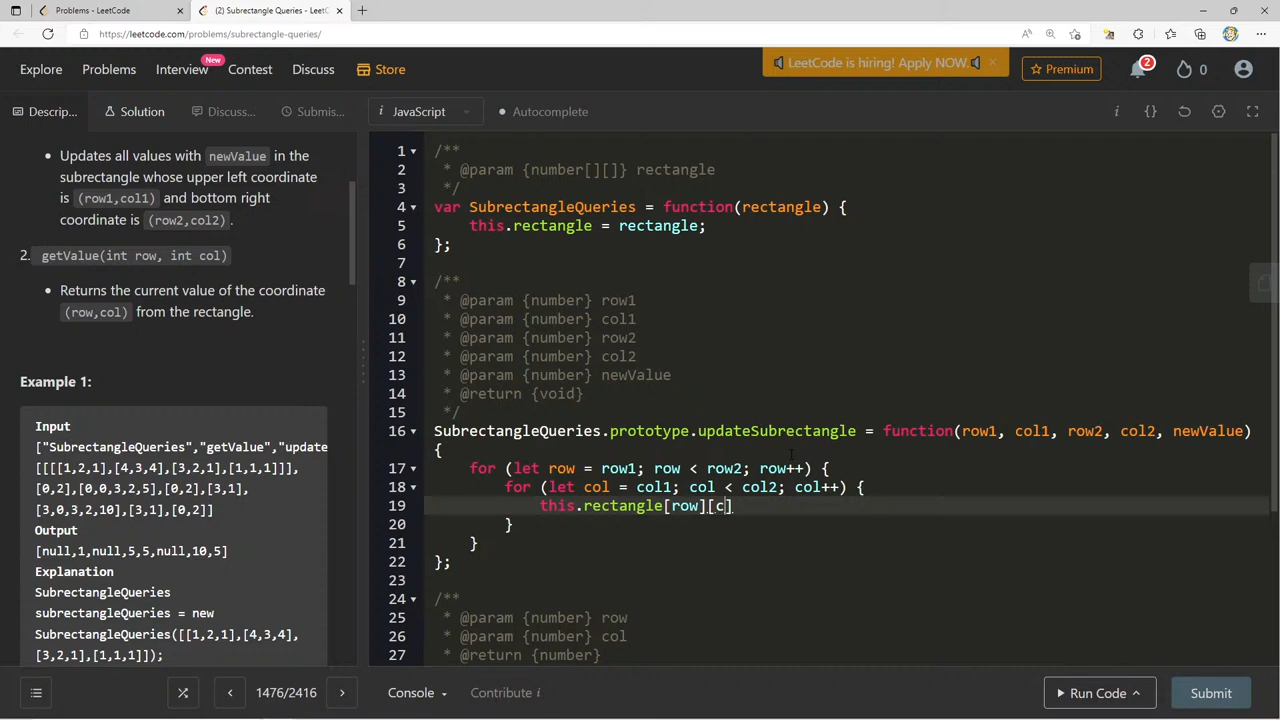 Problems - LeetCode
(2) Subrectangle Queries - LeetC
https://leetcode.com/problems/subrectangle-queries/
Explore
Problems
Interview
New
Contest
Discuss
Store
LeetCode is hiring! Apply NOW.
Premium
2
0
Descrip...
Solution
Discuss...
Submis...
i JavaScript
Autocomplete
• Updates all values with newValue in the
subrectangle whose upper left coordinate
is (row1,col1) and bottom right
coordinate is (row2,col2).
2. getValue(int row, int col)
• Returns the current value of the coordinate
(row,col) from the rectangle.
Example 1:
Input
["SubrectangleQueries","getValue","update
[[[[1,2,1],[4,3,4],[3,2,1],[1,1,1]]],
[0,2],[0,0,3,2,5],[0,2],[3,1],
[3,0,3,2,10],[3,1],[0,2]]
Output
[null,1,null,5,5,null,10,5]
Explanation
SubrectangleQueries
subrectangleQueries = new
SubrectangleQueries([[1,2,1],[4,3,4],
[3,2,1],[1,1,1]]);
1 /**
2 * @param {number[][]} rectangle
3 */
4 var SubrectangleQueries = function(rectangle) {
5 this.rectangle = rectangle;
6 };
7
8 /**
9 * @param {number} row1
10 * @param {number} col1
11 * @param {number} row2
12 * @param {number} col2
13 * @param {number} newValue
14 * @return {void}
15 */
16 SubrectangleQueries.prototype.updateSubrectangle = function(row1, col1, row2, col2, newValue)
{
17 for (let row = row1; row < row2; row++) {
18 for (let col = col1; col < col2; col++) {
19 this.rectangle[row][c]
20 }
21 }
22 };
23
24 /**
25 * @param {number} row
26 * @param {number} col
27 * @return {number}
1476/2416
Console
Contribute i
Run Code
Submit